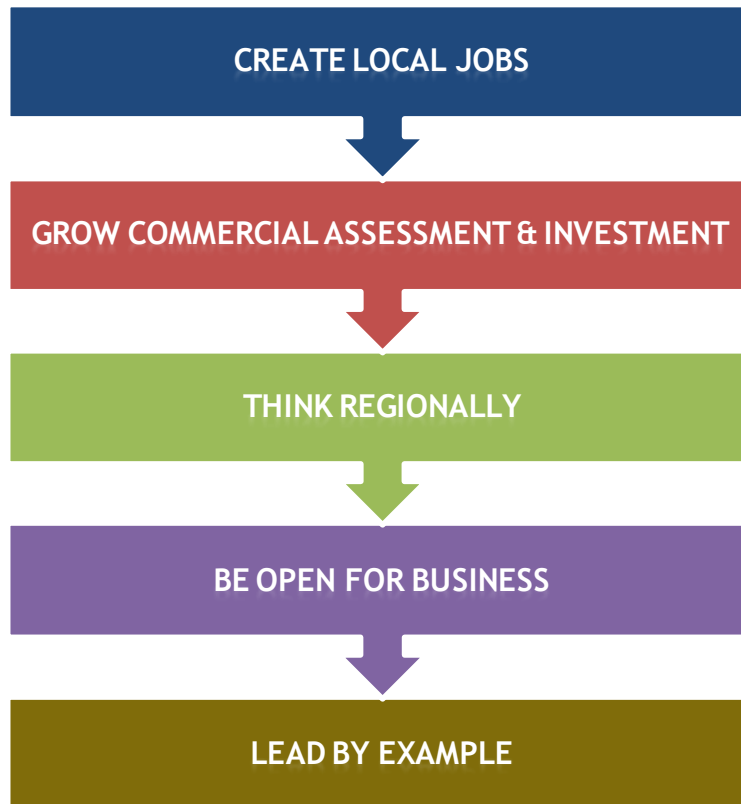 CREATE LOCAL JOBS
GROW COMMERCIAL ASSESSMENT & INVESTMENT
THINK REGIONALLY
BE OPEN FOR BUSINESS
LEAD BY EXAMPLE